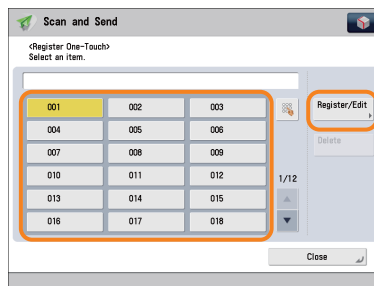 Scan and Send
<Register One-Touch>
Select an item.
001 002 003 Register/Edit
004 005 006
Delete
007 008 009
010 011 012 1/12
013 014 015
016 017 018
Close